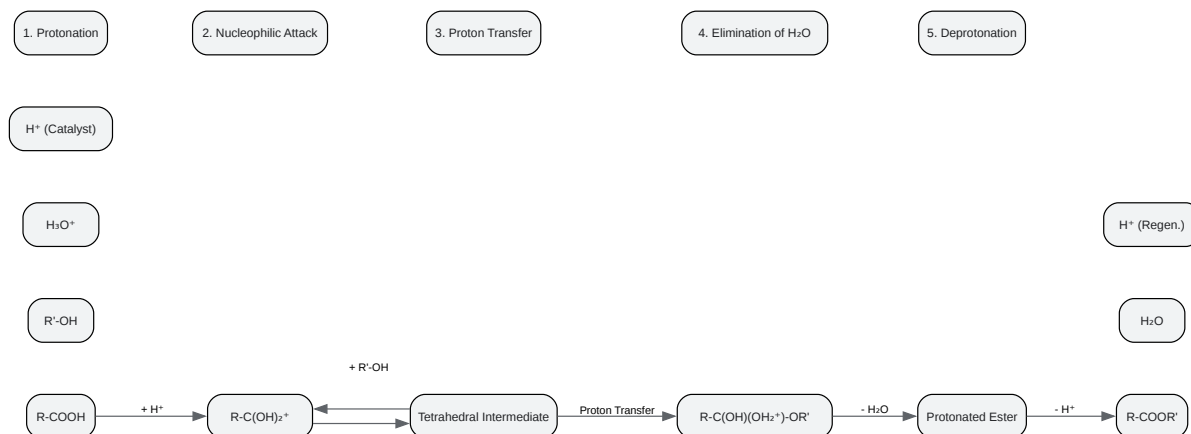 1. Protonation
2. Nucleophilic Attack
3. Proton Transfer
4. Elimination of H₂O
5. Deprotonation
H⁺ (Catalyst)
H₃O⁺
H⁺ (Regen.)
R'-OH
H₂O
+ R'-OH
R-COOH
+ H⁺
R-C(OH)₂⁺
Tetrahedral Intermediate
Proton Transfer
R-C(OH)(OH₂⁺)-OR'
- H₂O
Protonated Ester
- H⁺
R-COOR'